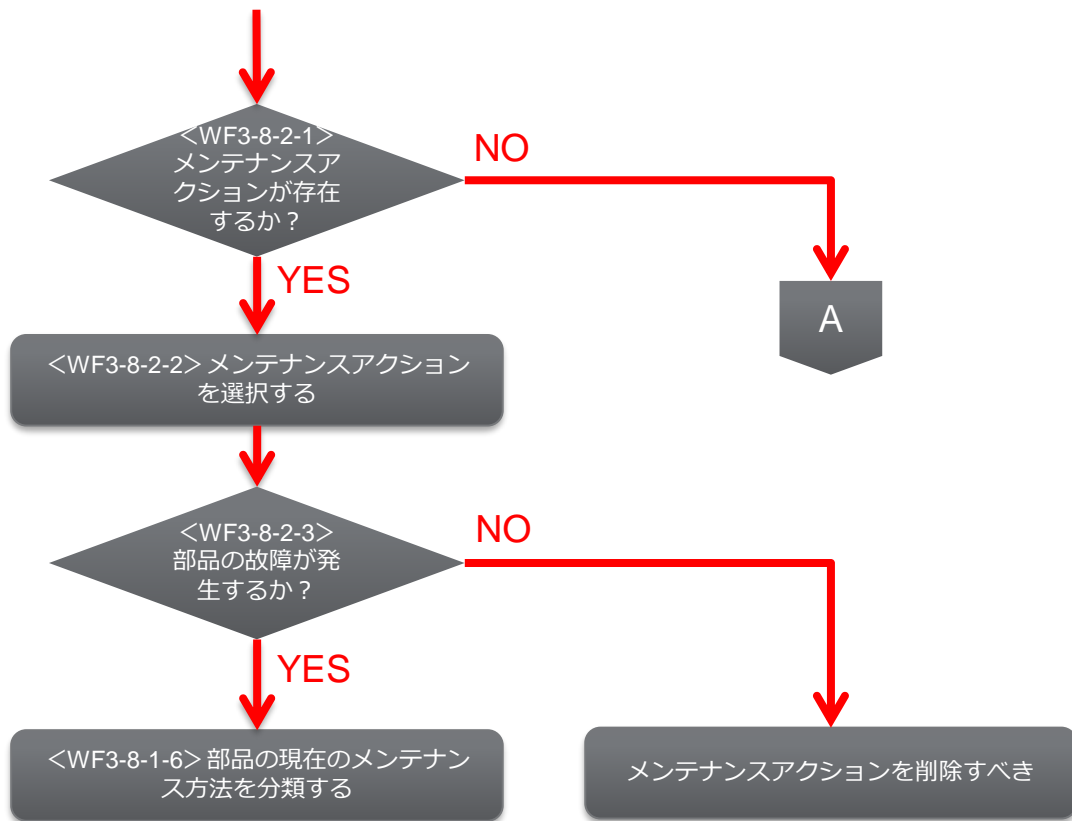 <WF3-8-2-1>
メンテナンスア
クションが存在
するか？
NO
YES
A
<WF3-8-2-2> メンテナンスアクション
を選択する
<WF3-8-2-3>
部品の故障が発
生するか？
NO
YES
<WF3-8-1-6> 部品の現在のメンテナン
ス方法を分類する
メンテナンスアクションを削除すべき